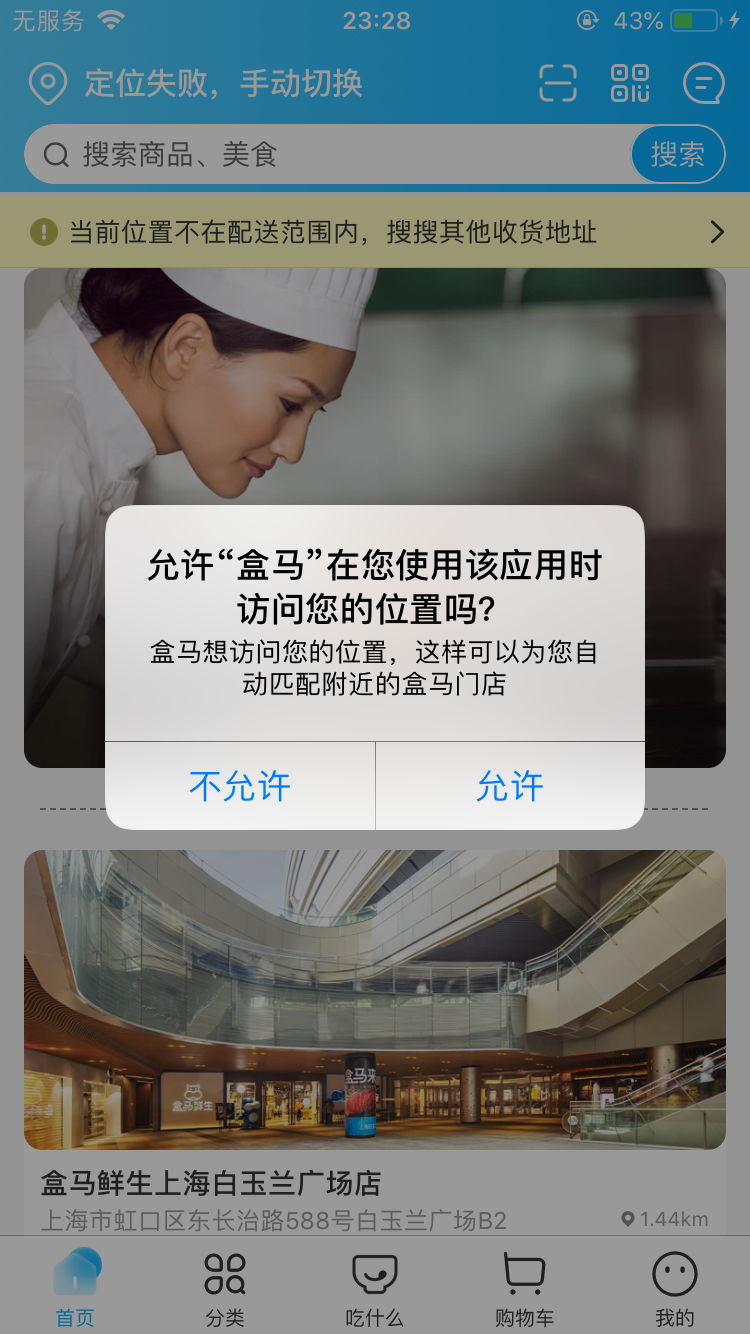 无服务 23:28 43%
定位失败，手动切换
搜索商品、美食 搜索
当前位置不在配送范围内，搜搜其他收货地址
允许“盒马”在您使用该应用时
访问您的位置吗？
盒马想访问您的位置，这样可以为您自
动匹配附近的盒马门店
不允许 允许
盒马来
盒马鲜生
盒马鲜生上海白玉兰广场店
上海市虹口区东长治路588号白玉兰广场B2 1.44km
首页 分类 吃什么 购物车 我的